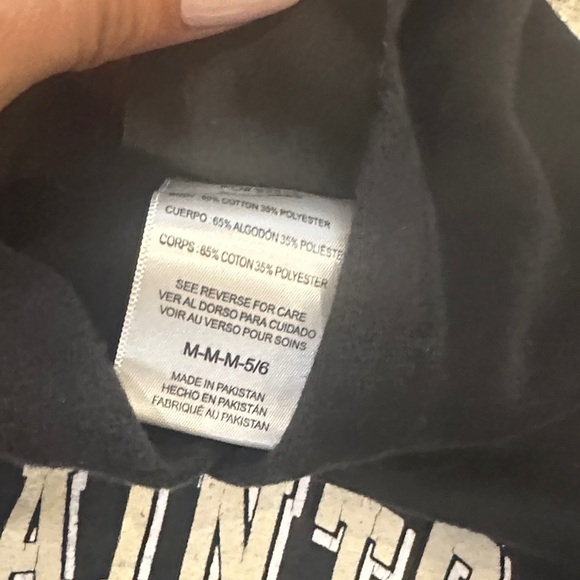 65% COTTON 35% POLYESTER
CUERPO : 65% ALGODÓN 35% POLIÉSTE
CORPS : 65% COTON 35% POLYESTER
SEE REVERSE FOR CARE
VER AL DORSO PARA CUIDADO
VOIR AU VERSO POUR SOINS
M-M-M-5/6
MADE IN PAKISTAN
HECHO EN PAKISTÁN
FABRIQUÉ AU PAKISTAN
AINT